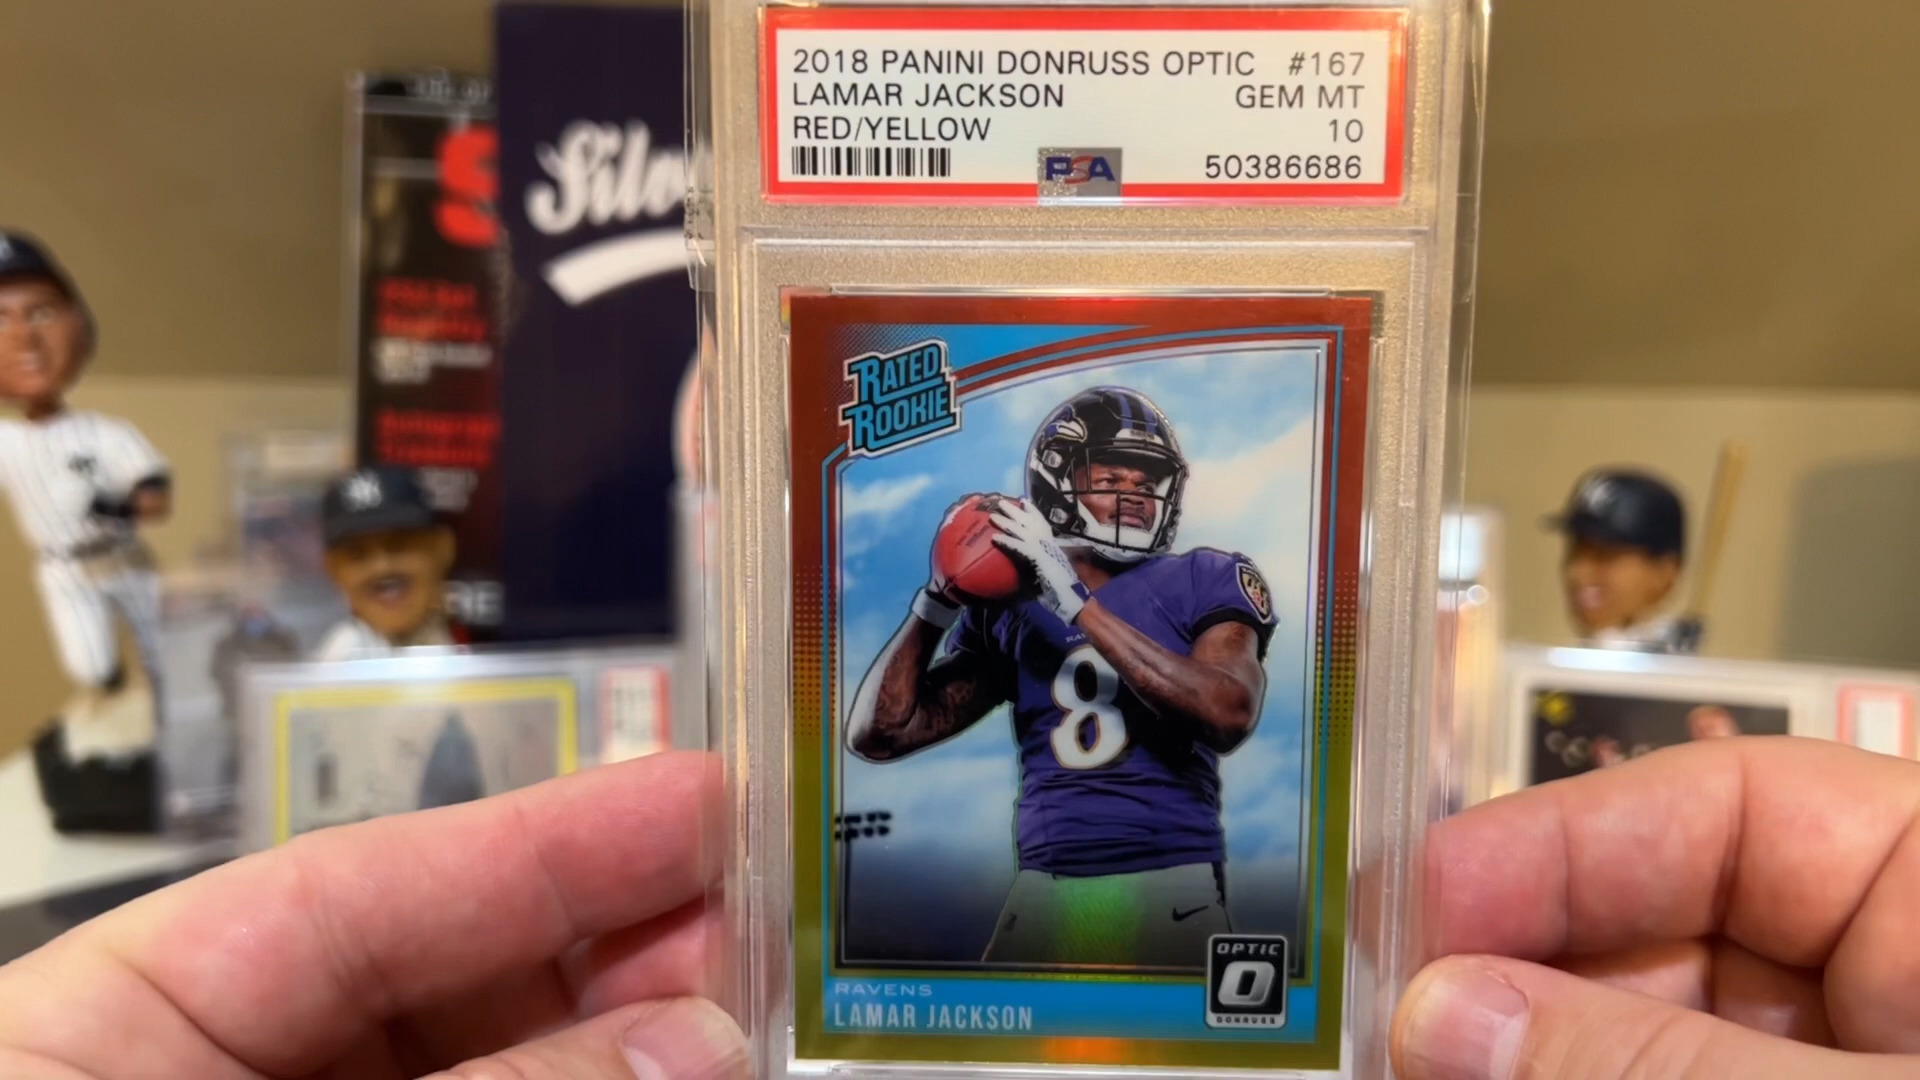 2018 PANINI DONRUSS OPTIC #167
LAMAR JACKSON GEM MT
RED/YELLOW 10
PSA 50386686
RATED
ROOKIE
8
OPTIC
O
DONRUSS
RAVENS
LAMAR JACKSON